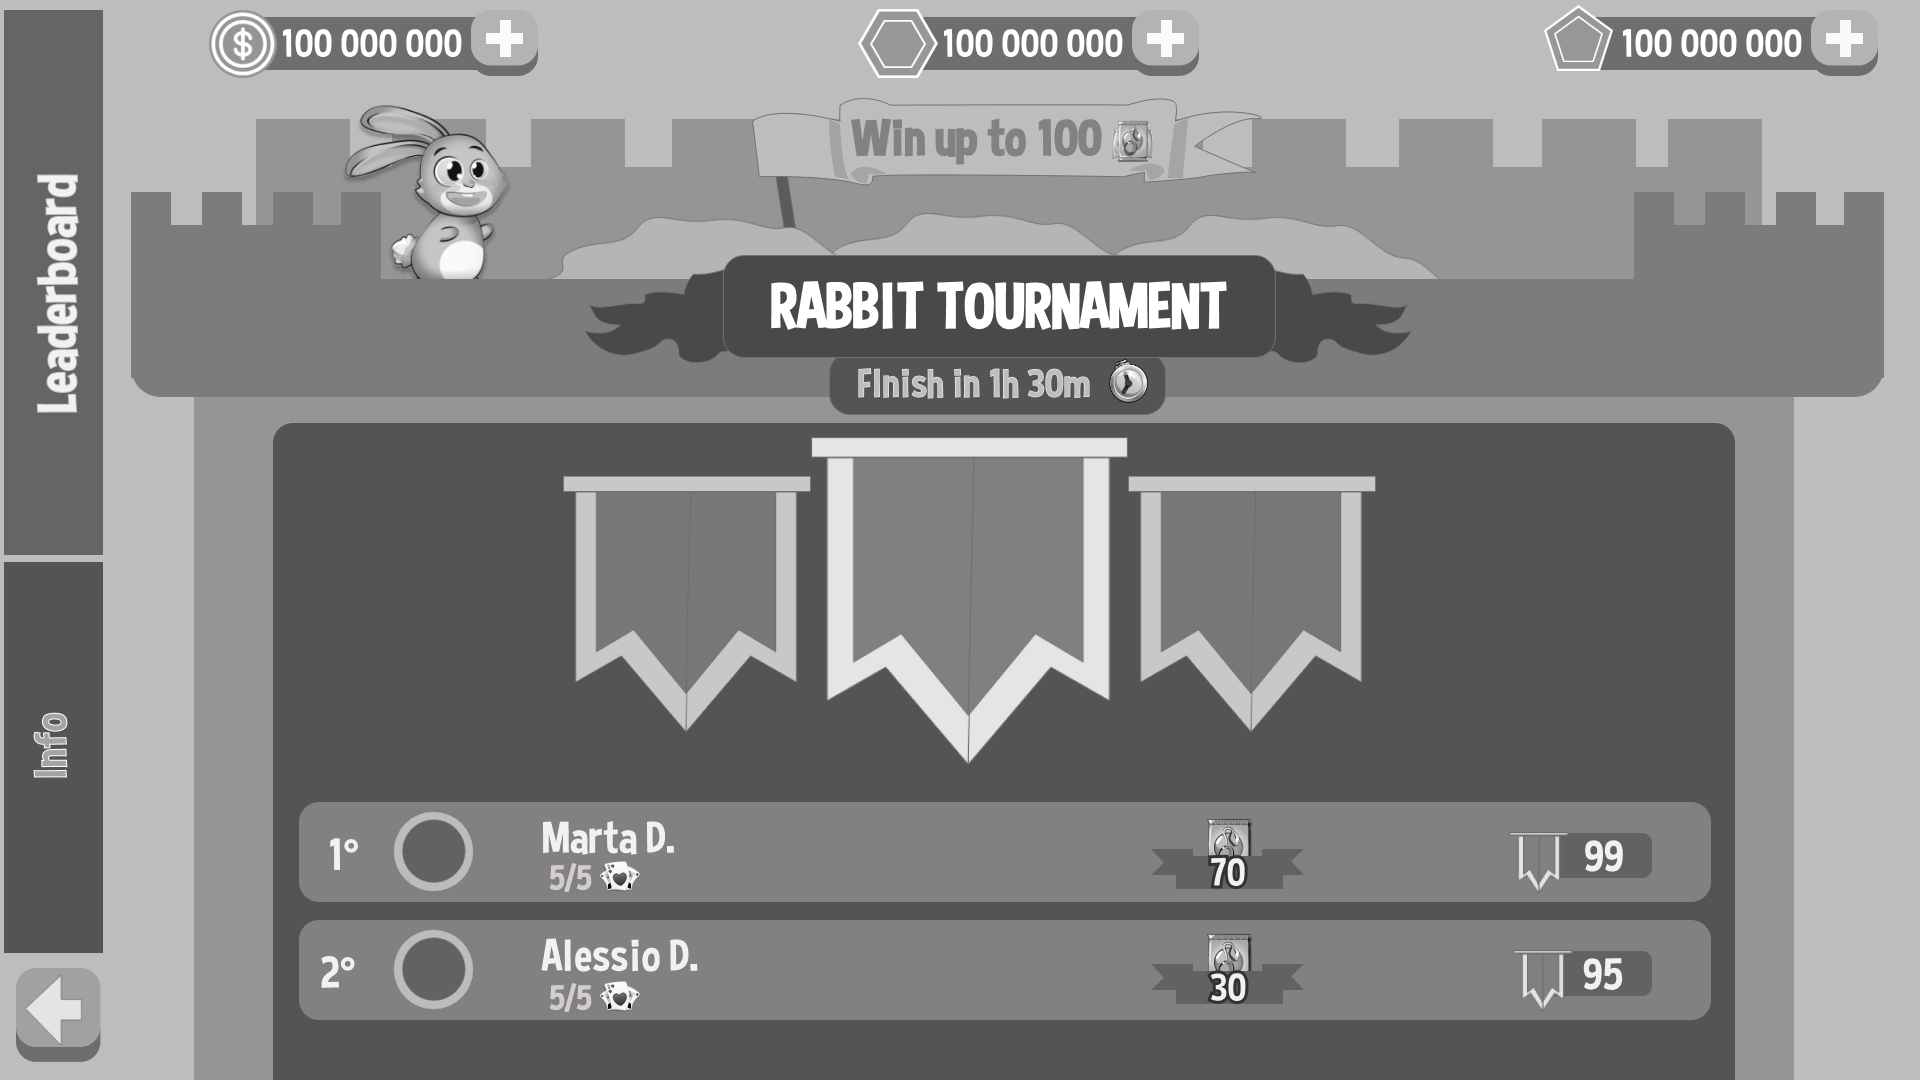 100 000 000
100 000 000
100 000 000
Win up to 100
RABBIT TOURNAMENT
FInish in 1h 30m
Leaderboard
Info
1°
Marta D.
5/5
70
99
2°
Alessio D.
5/5
30
95